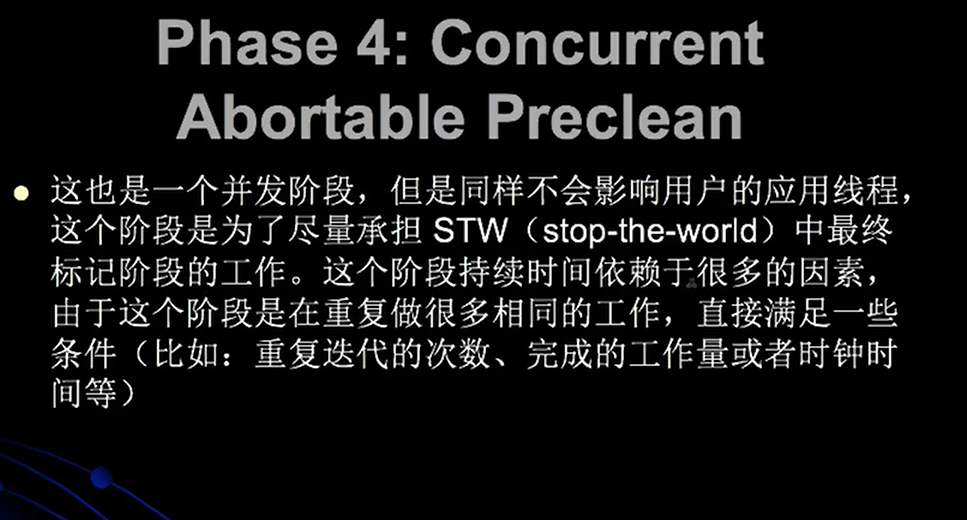 Phase 4: Concurrent
Abortable Preclean
这也是一个并发阶段，但是同样不会影响用户的应用线程，
这个阶段是为了尽量承担 STW（stop-the-world）中最终
标记阶段的工作。这个阶段持续时间依赖于很多的因素，
由于这个阶段是在重复做很多相同的工作，直接满足一些
条件（比如：重复迭代的次数、完成的工作量或者时钟时
间等）